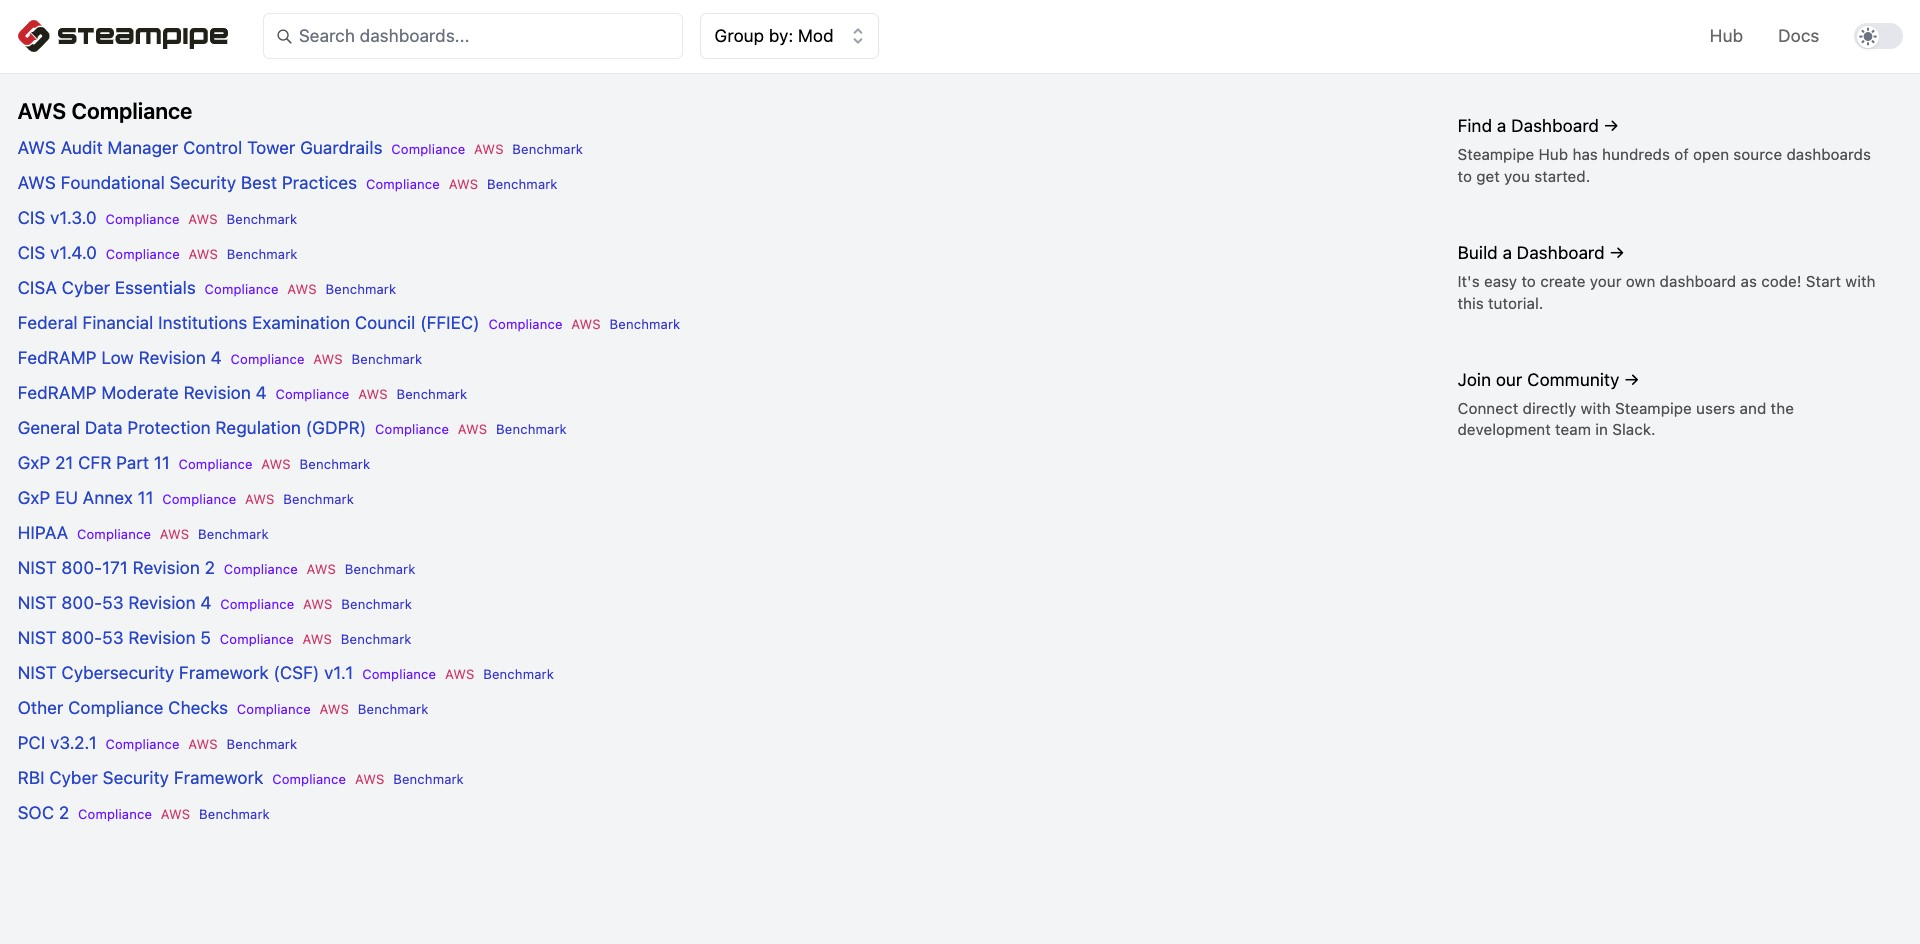 steampipe
Search dashboards...
Group by: Mod
Hub
Docs
AWS Compliance
AWS Audit Manager Control Tower Guardrails Compliance AWS Benchmark
AWS Foundational Security Best Practices Compliance AWS Benchmark
CIS v1.3.0 Compliance AWS Benchmark
CIS v1.4.0 Compliance AWS Benchmark
CISA Cyber Essentials Compliance AWS Benchmark
Federal Financial Institutions Examination Council (FFIEC) Compliance AWS Benchmark
FedRAMP Low Revision 4 Compliance AWS Benchmark
FedRAMP Moderate Revision 4 Compliance AWS Benchmark
General Data Protection Regulation (GDPR) Compliance AWS Benchmark
GxP 21 CFR Part 11 Compliance AWS Benchmark
GxP EU Annex 11 Compliance AWS Benchmark
HIPAA Compliance AWS Benchmark
NIST 800-171 Revision 2 Compliance AWS Benchmark
NIST 800-53 Revision 4 Compliance AWS Benchmark
NIST 800-53 Revision 5 Compliance AWS Benchmark
NIST Cybersecurity Framework (CSF) v1.1 Compliance AWS Benchmark
Other Compliance Checks Compliance AWS Benchmark
PCI v3.2.1 Compliance AWS Benchmark
RBI Cyber Security Framework Compliance AWS Benchmark
SOC 2 Compliance AWS Benchmark
Find a Dashboard →
Steampipe Hub has hundreds of open source dashboards
to get you started.
Build a Dashboard →
It's easy to create your own dashboard as code! Start with
this tutorial.
Join our Community →
Connect directly with Steampipe users and the
development team in Slack.